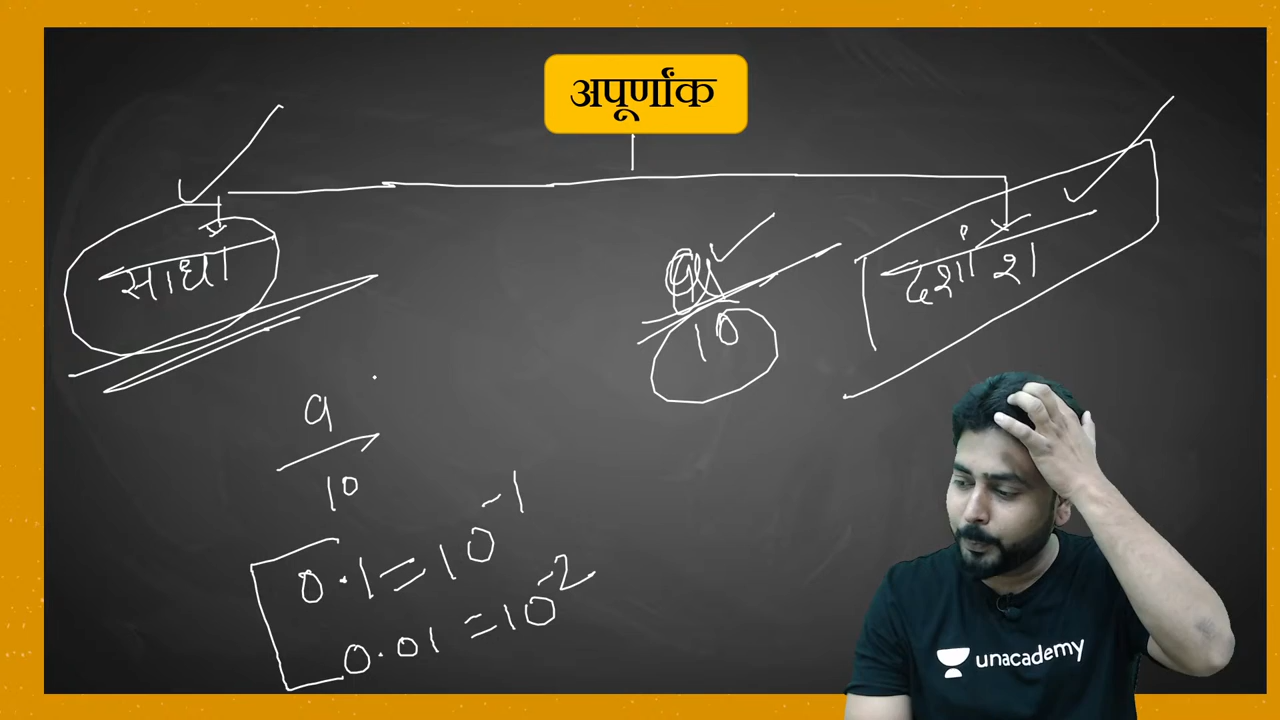 अपूर्णांक
साधा
दशांश
10
9
10
0.1 = 10^-1
0.01 = 10^-2
unacademy